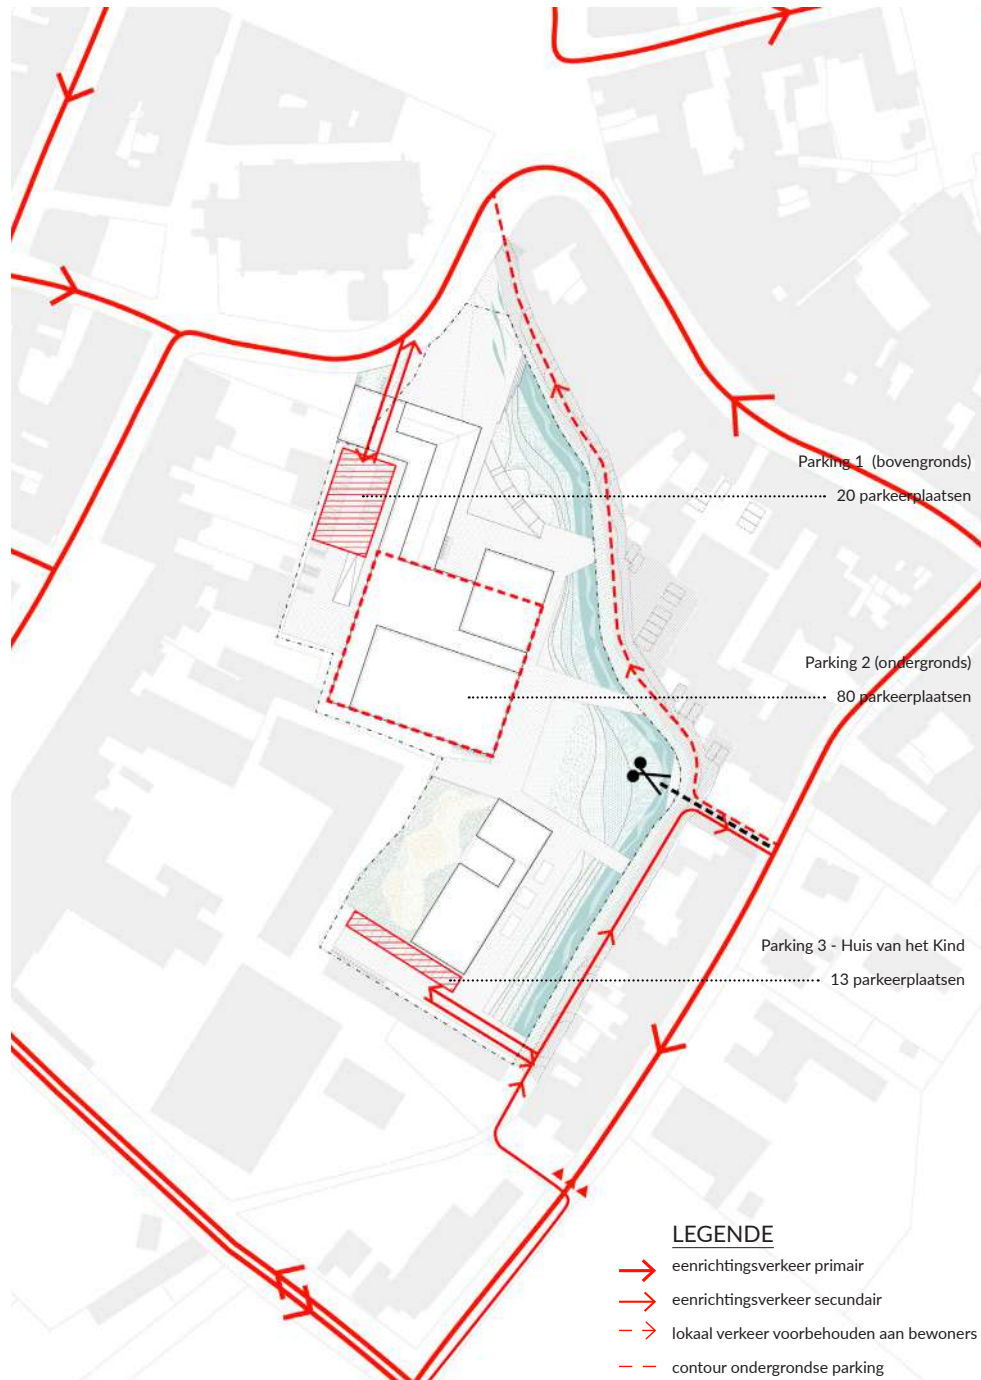 Parking 1 (bovengronds)
20 parkeerplaatsen
Parking 2 (ondergronds)
80 parkeerplaatsen
Parking 3 - Huis van het Kind
13 parkeerplaatsen
LEGENDE
eenrichtingsverkeer primair
eenrichtingsverkeer secundair
lokaal verkeer voorbehouden aan bewoners
contour ondergrondse parking